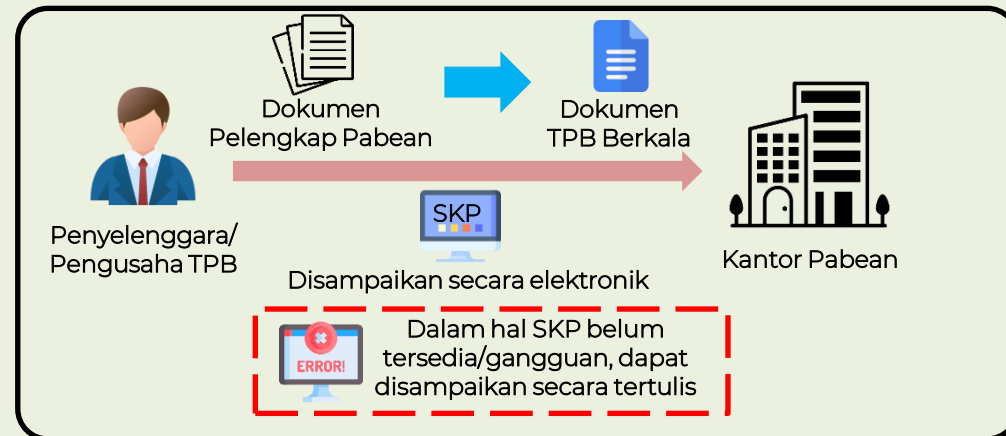 Dokumen
Pelengkap Pabean
Dokumen
TPB Berkala
Penyelenggara/
Pengusaha TPB
SKP
Kantor Pabean
Disampaikan secara elektronik
ERROR!
Dalam hal SKP belum
tersedia/gangguan, dapat
disampaikan secara tertulis